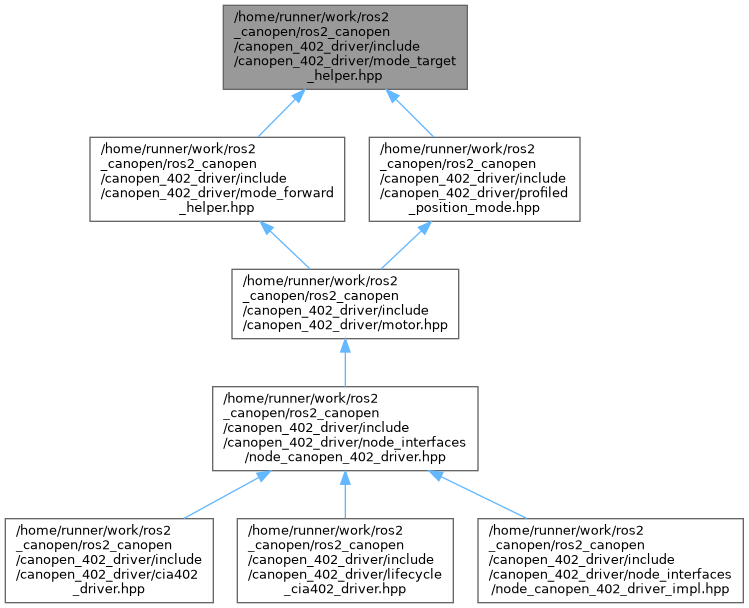 /home/runner/work/ros2
_canopen/ros2_canopen
/canopen_402_driver/include
/canopen_402_driver/mode_target
_helper.hpp
/home/runner/work/ros2
_canopen/ros2_canopen
/canopen_402_driver/include
/canopen_402_driver/mode_forward
_helper.hpp
/home/runner/work/ros2
_canopen/ros2_canopen
/canopen_402_driver/include
/canopen_402_driver/profiled
_position_mode.hpp
/home/runner/work/ros2
_canopen/ros2_canopen
/canopen_402_driver/include
/canopen_402_driver/motor.hpp
/home/runner/work/ros2
_canopen/ros2_canopen
/canopen_402_driver/include
/canopen_402_driver/node_interfaces
/node_canopen_402_driver.hpp
/home/runner/work/ros2
_canopen/ros2_canopen
/canopen_402_driver/include
/canopen_402_driver/cia402
_driver.hpp
/home/runner/work/ros2
_canopen/ros2_canopen
/canopen_402_driver/include
/canopen_402_driver/lifecycle
_cia402_driver.hpp
/home/runner/work/ros2
_canopen/ros2_canopen
/canopen_402_driver/include
/canopen_402_driver/node_interfaces
/node_canopen_402_driver_impl.hpp